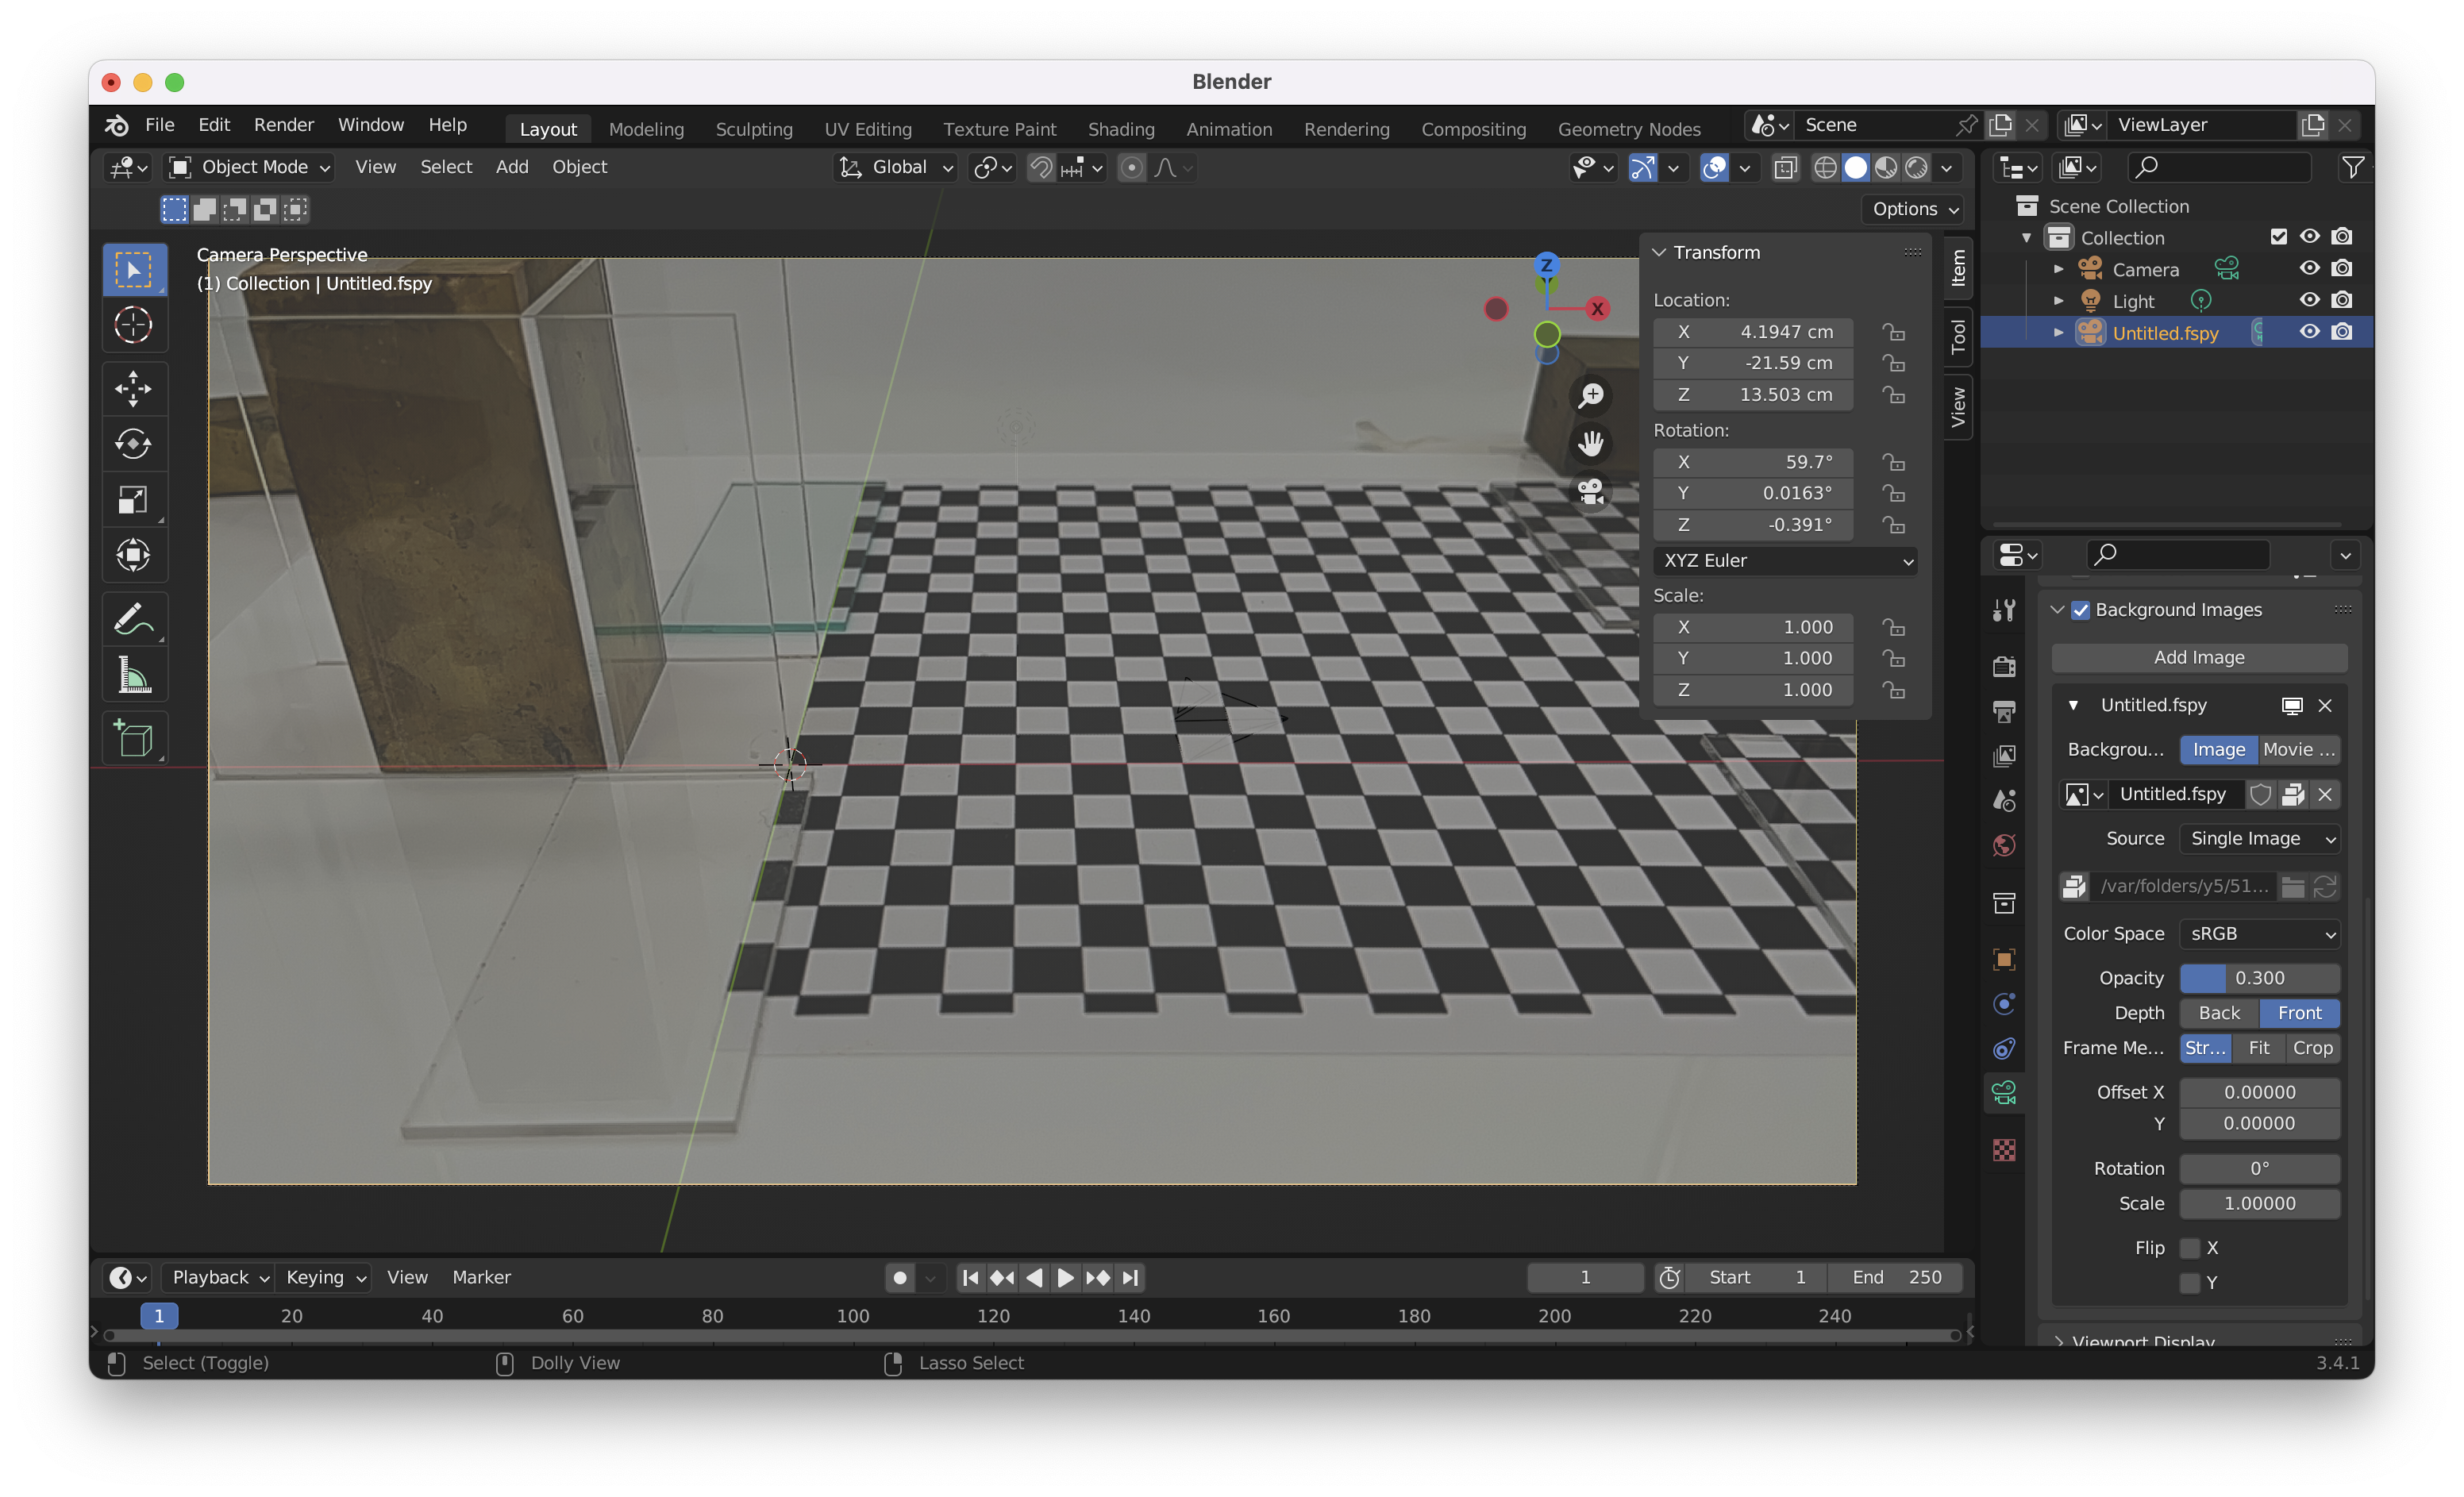 Blender
File Edit Render Window Help Layout Modeling Sculpting UV Editing Texture Paint Shading Animation Rendering Compositing Geometry Nodes Scene ViewLayer
Object Mode View Select Add Object Global
Options
Camera Perspective
(1) Collection | Untitled.fspy
Z
X
Transform
Location:
X 4.1947 cm
Y -21.59 cm
Z 13.503 cm
Rotation:
X 59.7°
Y 0.0163°
Z -0.391°
XYZ Euler
Scale:
X 1.000
Y 1.000
Z 1.000
Item
Tool
View
Scene Collection
Collection
Camera
Light
Untitled.fspy
Background Images
Add Image
Untitled.fspy
Backgrou... Image Movie ...
Untitled.fspy
Source Single Image
/var/folders/y5/51...
Color Space sRGB
Opacity 0.300
Depth Back Front
Frame Me... Str... Fit Crop
Offset X 0.00000
Y 0.00000
Rotation 0°
Scale 1.00000
Flip X
Y
Viewport Display
Playback Keying View Marker 1 Start 1 End 250
1 20 40 60 80 100 120 140 160 180 200 220 240
Select (Toggle) Dolly View Lasso Select 3.4.1